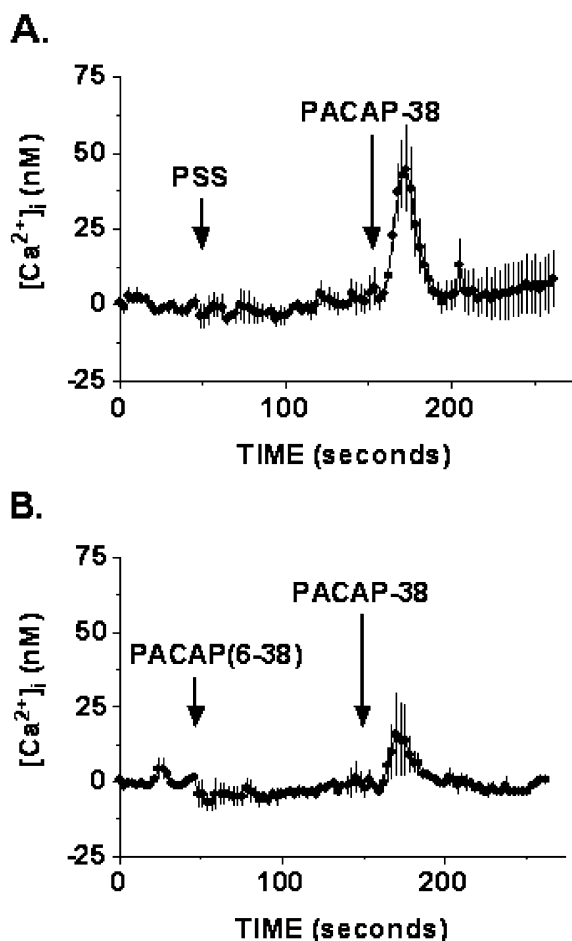 A.
75
PACAP-38
50
PSS
25
0
-25
[Ca²⁺]ᵢ (nM)
0 100 200
TIME (seconds)
B.
75
PACAP-38
50
PACAP(6-38)
25
0
-25
[Ca²⁺]ᵢ (nM)
0 100 200
TIME (seconds)